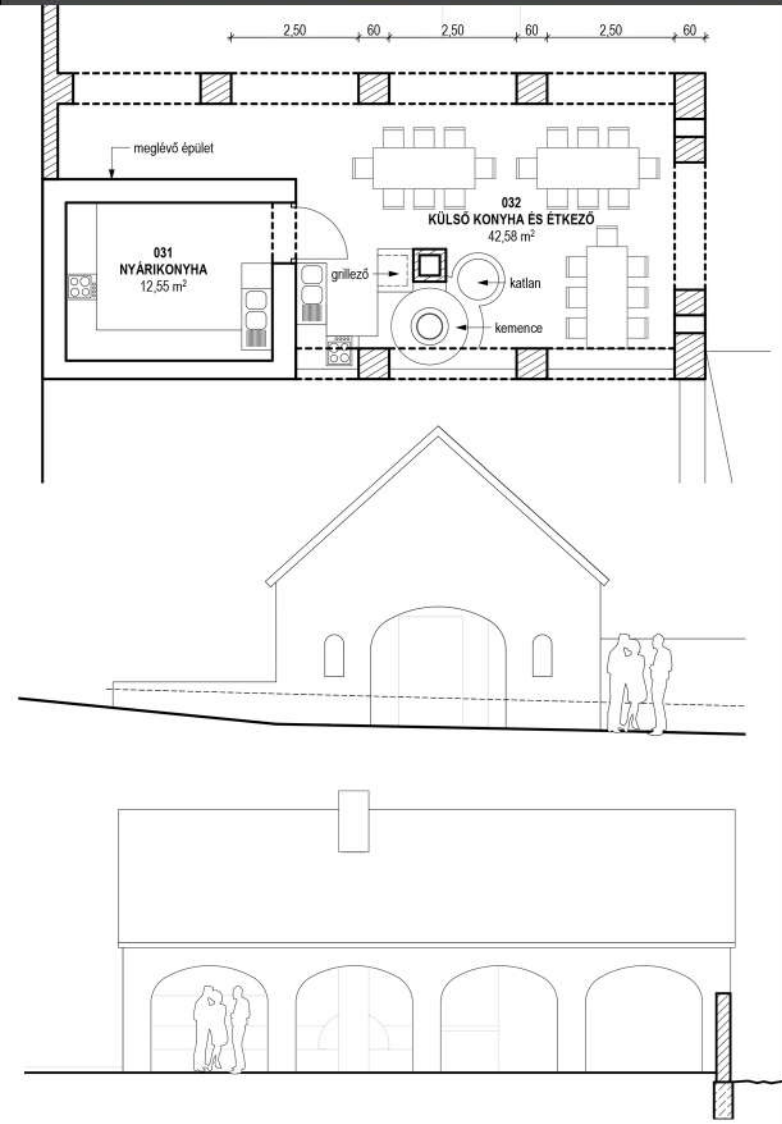 2,50 60 2,50 60 2,50 60
meglévő épület
032
KÜLSŐ KONYHA ÉS ÉTKEZŐ
42,58 m²
031
NYÁRIKONYHA
12,55 m²
grillező
katlan
kemence